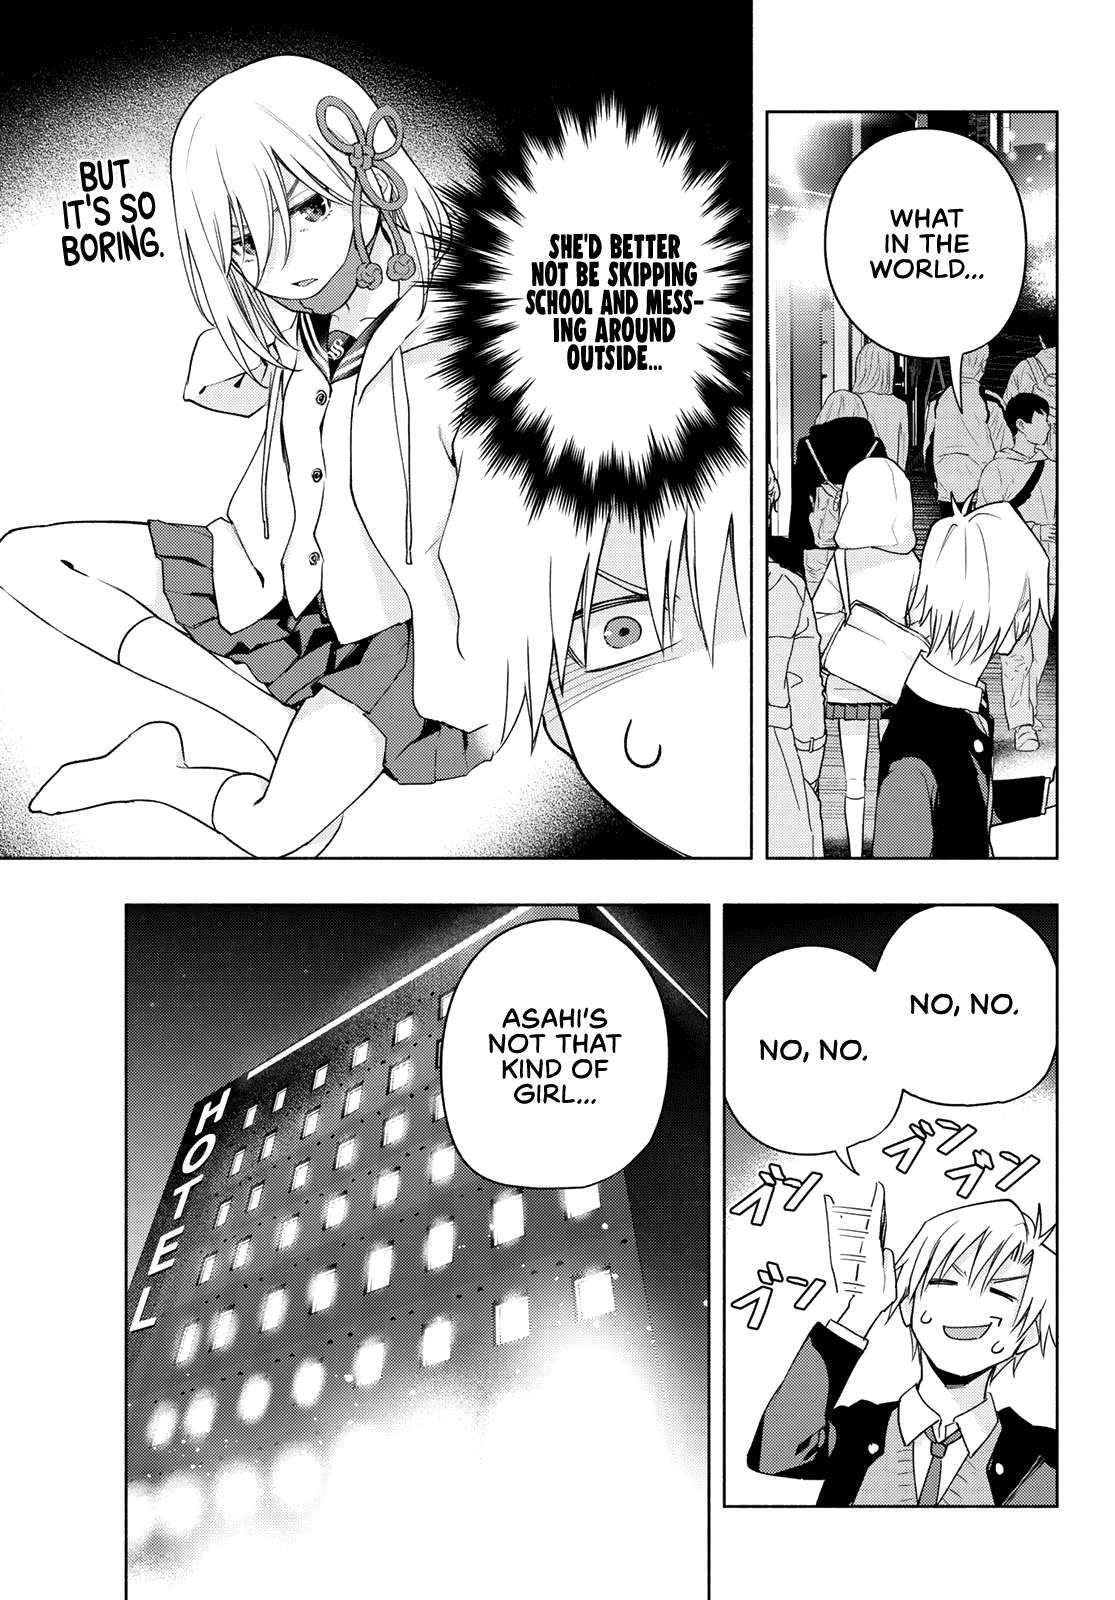 WHAT
IN THE
WORLD...
SHE'D BETTER
NOT BE SKIPPING
SCHOOL AND MESS-
ING AROUND
OUTSIDE...
BUT
IT'S SO
BORING.
NO, NO.
NO, NO.
ブン
ブン
ブン
ブン
ASAHI'S
NOT THAT
KIND OF
GIRL...
HOTEL